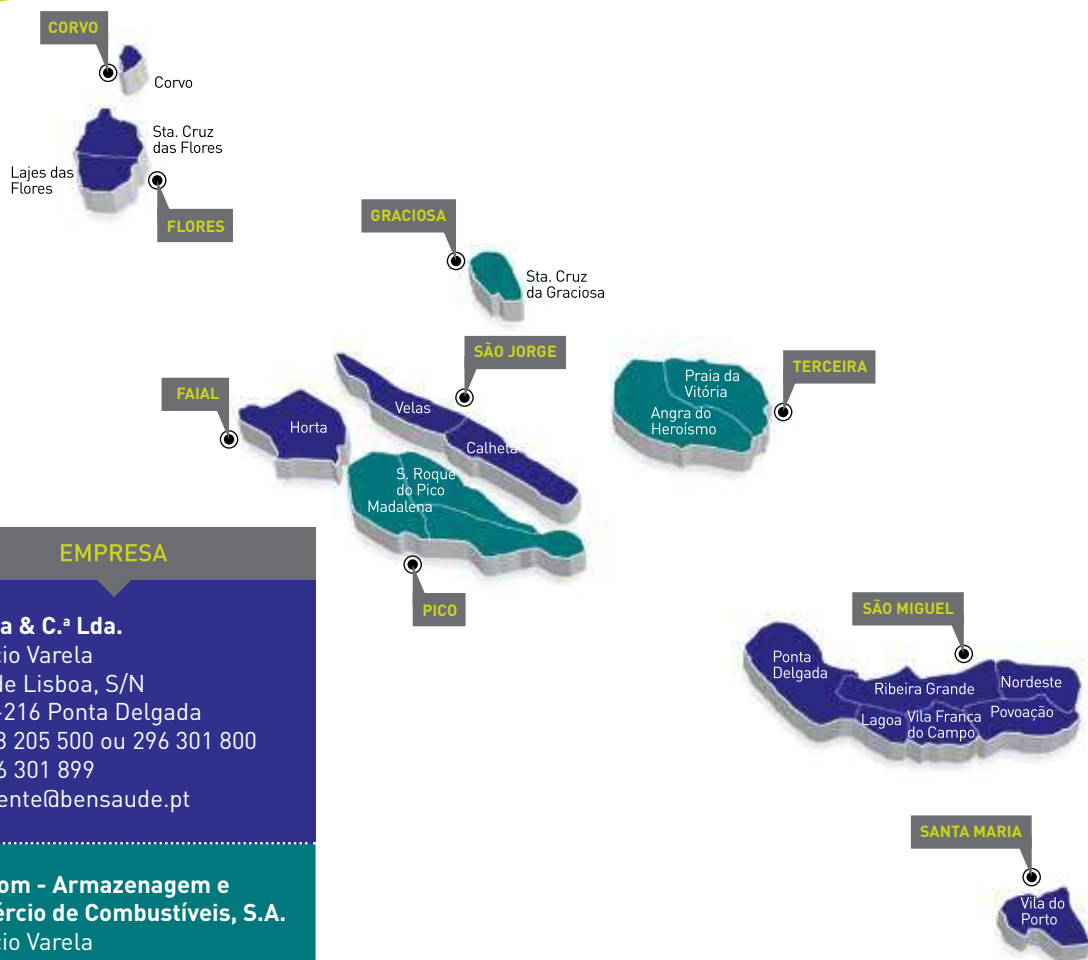 CORVO
Corvo
Sta. Cruz
das Flores
Lajes das
Flores
FLORES
GRACIOSA
Sta. Cruz
da Graciosa
SÃO JORGE
Velas
Calheta
FAIAL
Horta
TERCEIRA
Praia da
Vitória
Angra do
Heroísmo
S. Roque
do Pico
Madalena
PICO
EMPRESA
a & C.ª Lda.
io Varela
de Lisboa, S/N
-216 Ponta Delgada
205 500 ou 296 301 800
301 899
ente@bensaude.pt
om - Armazenagem e
ércio de Combustíveis, S.A.
io Varela
SÃO MIGUEL
Ponta
Delgada
Ribeira Grande
Nordeste
Lagoa
Vila Franca
do Campo
Povoação
SANTA MARIA
Vila do
Porto